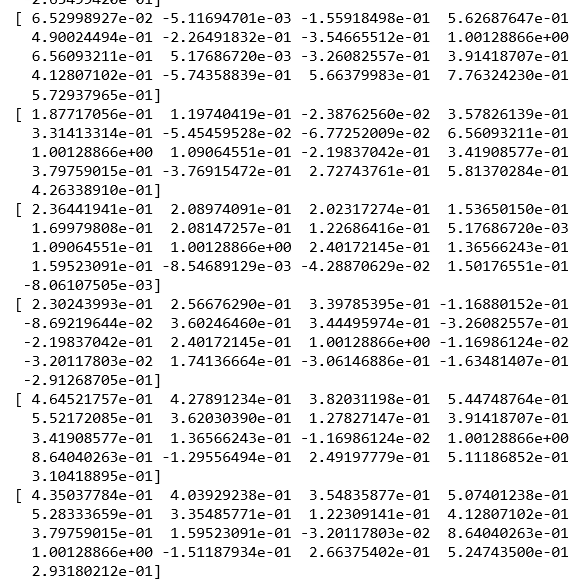 [ 6.52998927e-02 -5.11694701e-03 -1.55918498e-01 5.62687647e-01
4.90024494e-01 -2.26491832e-01 -3.54665512e-01 1.00128866e+00
6.56093211e-01 5.17686720e-03 -3.26082557e-01 3.91418707e-01
4.12807102e-01 -5.74358839e-01 5.66379983e-01 7.76324230e-01
5.72937965e-01]
[ 1.87717056e-01 1.19740419e-01 -2.38762560e-02 3.57826139e-01
3.31413314e-01 -5.45459528e-02 -6.77252009e-02 6.56093211e-01
1.00128866e+00 1.09064551e-01 -2.19837042e-01 3.41908577e-01
3.79759015e-01 -3.76915472e-01 2.72743761e-01 5.81370284e-01
4.26338910e-01]
[ 2.36441941e-01 2.08974091e-01 2.02317274e-01 1.53650150e-01
1.69979808e-01 2.08147257e-01 1.22686416e-01 5.17686720e-03
1.09064551e-01 1.00128866e+00 2.40172145e-01 1.36566243e-01
1.59523091e-01 -8.54689129e-03 -4.28870629e-02 1.50176551e-01
-8.06107505e-03]
[ 2.30243993e-01 2.56676290e-01 3.39785395e-01 -1.16880152e-01
-8.69219644e-02 3.60246460e-01 3.44495974e-01 -3.26082557e-01
-2.19837042e-01 2.40172145e-01 1.00128866e+00 -1.16986124e-02
-3.20117803e-02 1.74136664e-01 -3.06146886e-01 -1.63481407e-01
-2.91268705e-01]
[ 4.64521757e-01 4.27891234e-01 3.82031198e-01 5.44748764e-01
5.52172085e-01 3.62030390e-01 1.27827147e-01 3.91418707e-01
3.41908577e-01 1.36566243e-01 -1.16986124e-02 1.00128866e+00
8.64040263e-01 -1.29556494e-01 2.49197779e-01 5.11186852e-01
3.10418895e-01]
[ 4.35037784e-01 4.03929238e-01 3.54835877e-01 5.07401238e-01
5.28333659e-01 3.35485771e-01 1.22309141e-01 4.12807102e-01
3.79759015e-01 1.59523091e-01 -3.20117803e-02 8.64040263e-01
1.00128866e+00 -1.51187934e-01 2.66375402e-01 5.24743500e-01
2.93180212e-01]